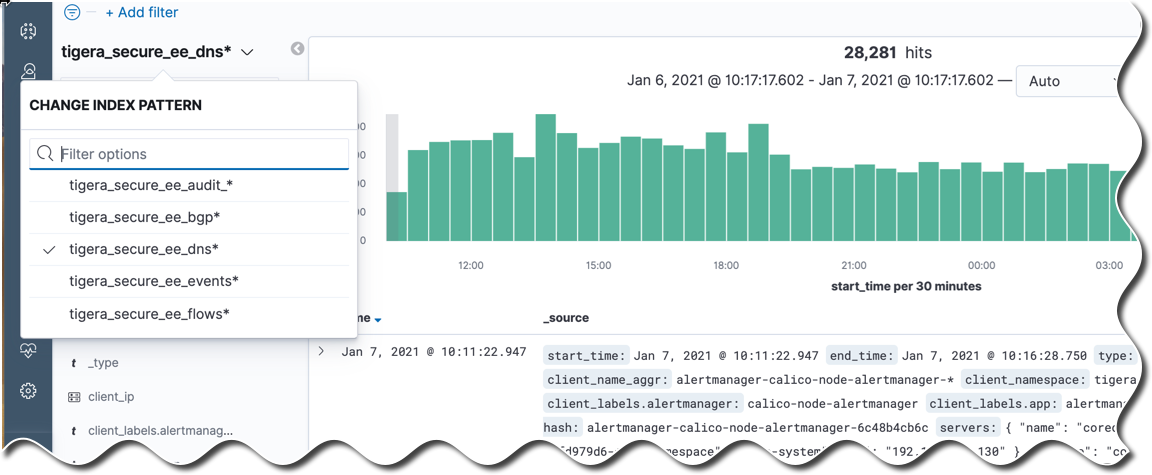 + Add filter
tigera_secure_ee_dns*
28,281 hits
Jan 6, 2021 @ 10:17:17.602 - Jan 7, 2021 @ 10:17:17.602 —
Auto
CHANGE INDEX PATTERN
Filter options
tigera_secure_ee_audit_*
tigera_secure_ee_bgp*
tigera_secure_ee_dns*
tigera_secure_ee_events*
tigera_secure_ee_flows*
0
12:00 15:00 18:00 21:00 00:00 03:00
start_time per 30 minutes
_source
Jan 7, 2021 @ 10:11:22.947
start_time: Jan 7, 2021 @ 10:11:22.947 end_time: Jan 7, 2021 @ 10:16:28.750 type:
client_name_aggr: alertmanager-calico-node-alertmanager-* client_namespace: tigera
client_labels.alertmanager: calico-node-alertmanager client_labels.app:
hash: alertmanager-calico-node-alertmanager-6c48b4cb6c servers: { "name":
t _type
client_ip
t client_labels.alertmanag...